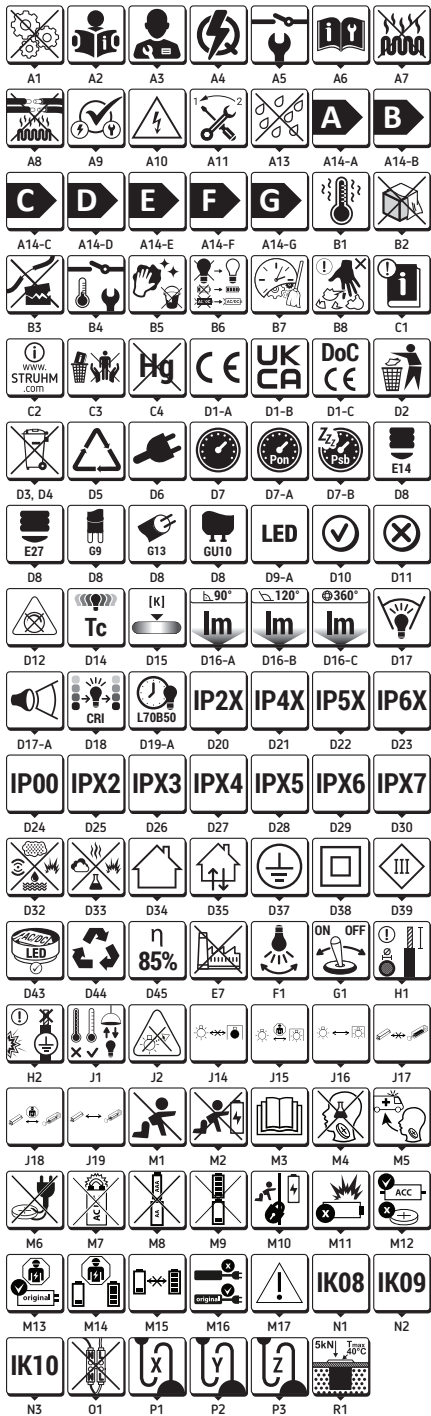 A1 A2 A3 A4 A5 A6 A7
1 2 A B
A8 A9 A10 A11 A13 A14-A A14-B
C D E F G
A14-C A14-D A14-E A14-F A14-G B1 B2
AC/DC (AC/DC)
B3 B4 B5 B6 B7 B8 C1
www.
STRUHM
.com
Hg CE UK
CA DoC
CE
C2 C3 C4 D1-A D1-B D1-C D2
Pon ZZZ
Psb E14
D3, D4 D5 D6 D7 D7-A D7-B D8
E27 G9 G13 GU10 LED
D8 D8 D8 D8 D9-A D10 D11
Tc [K] 90° lm 120° lm 360° lm
D12 D14 D15 D16-A D16-B D16-C D17
CRI L70B50 IP2X IP4X IP5X IP6X
D17-A D18 D19-A D20 D21 D22 D23
IP00 IPX2 IPX3 IPX4 IPX5 IPX6 IPX7
D24 D25 D26 D27 D28 D29 D30
III
D32 D33 D34 D35 D37 D38 D39
AC/DC
LED η
85% ON OFF
D43 D44 D45 E7 F1 G1 H1
H2 J1 J2 J14 J15 J16 J17
J18 J19 M1 M2 M3 M4 M5
AC AAA AA ACC
M6 M7 M8 M9 M10 M11 M12
original original IK08 IK09
M13 M14 M15 M16 M17 N1 N2
IK10 X Y Z 5kN Tmax
40°C
N3 O1 P1 P2 P3 R1